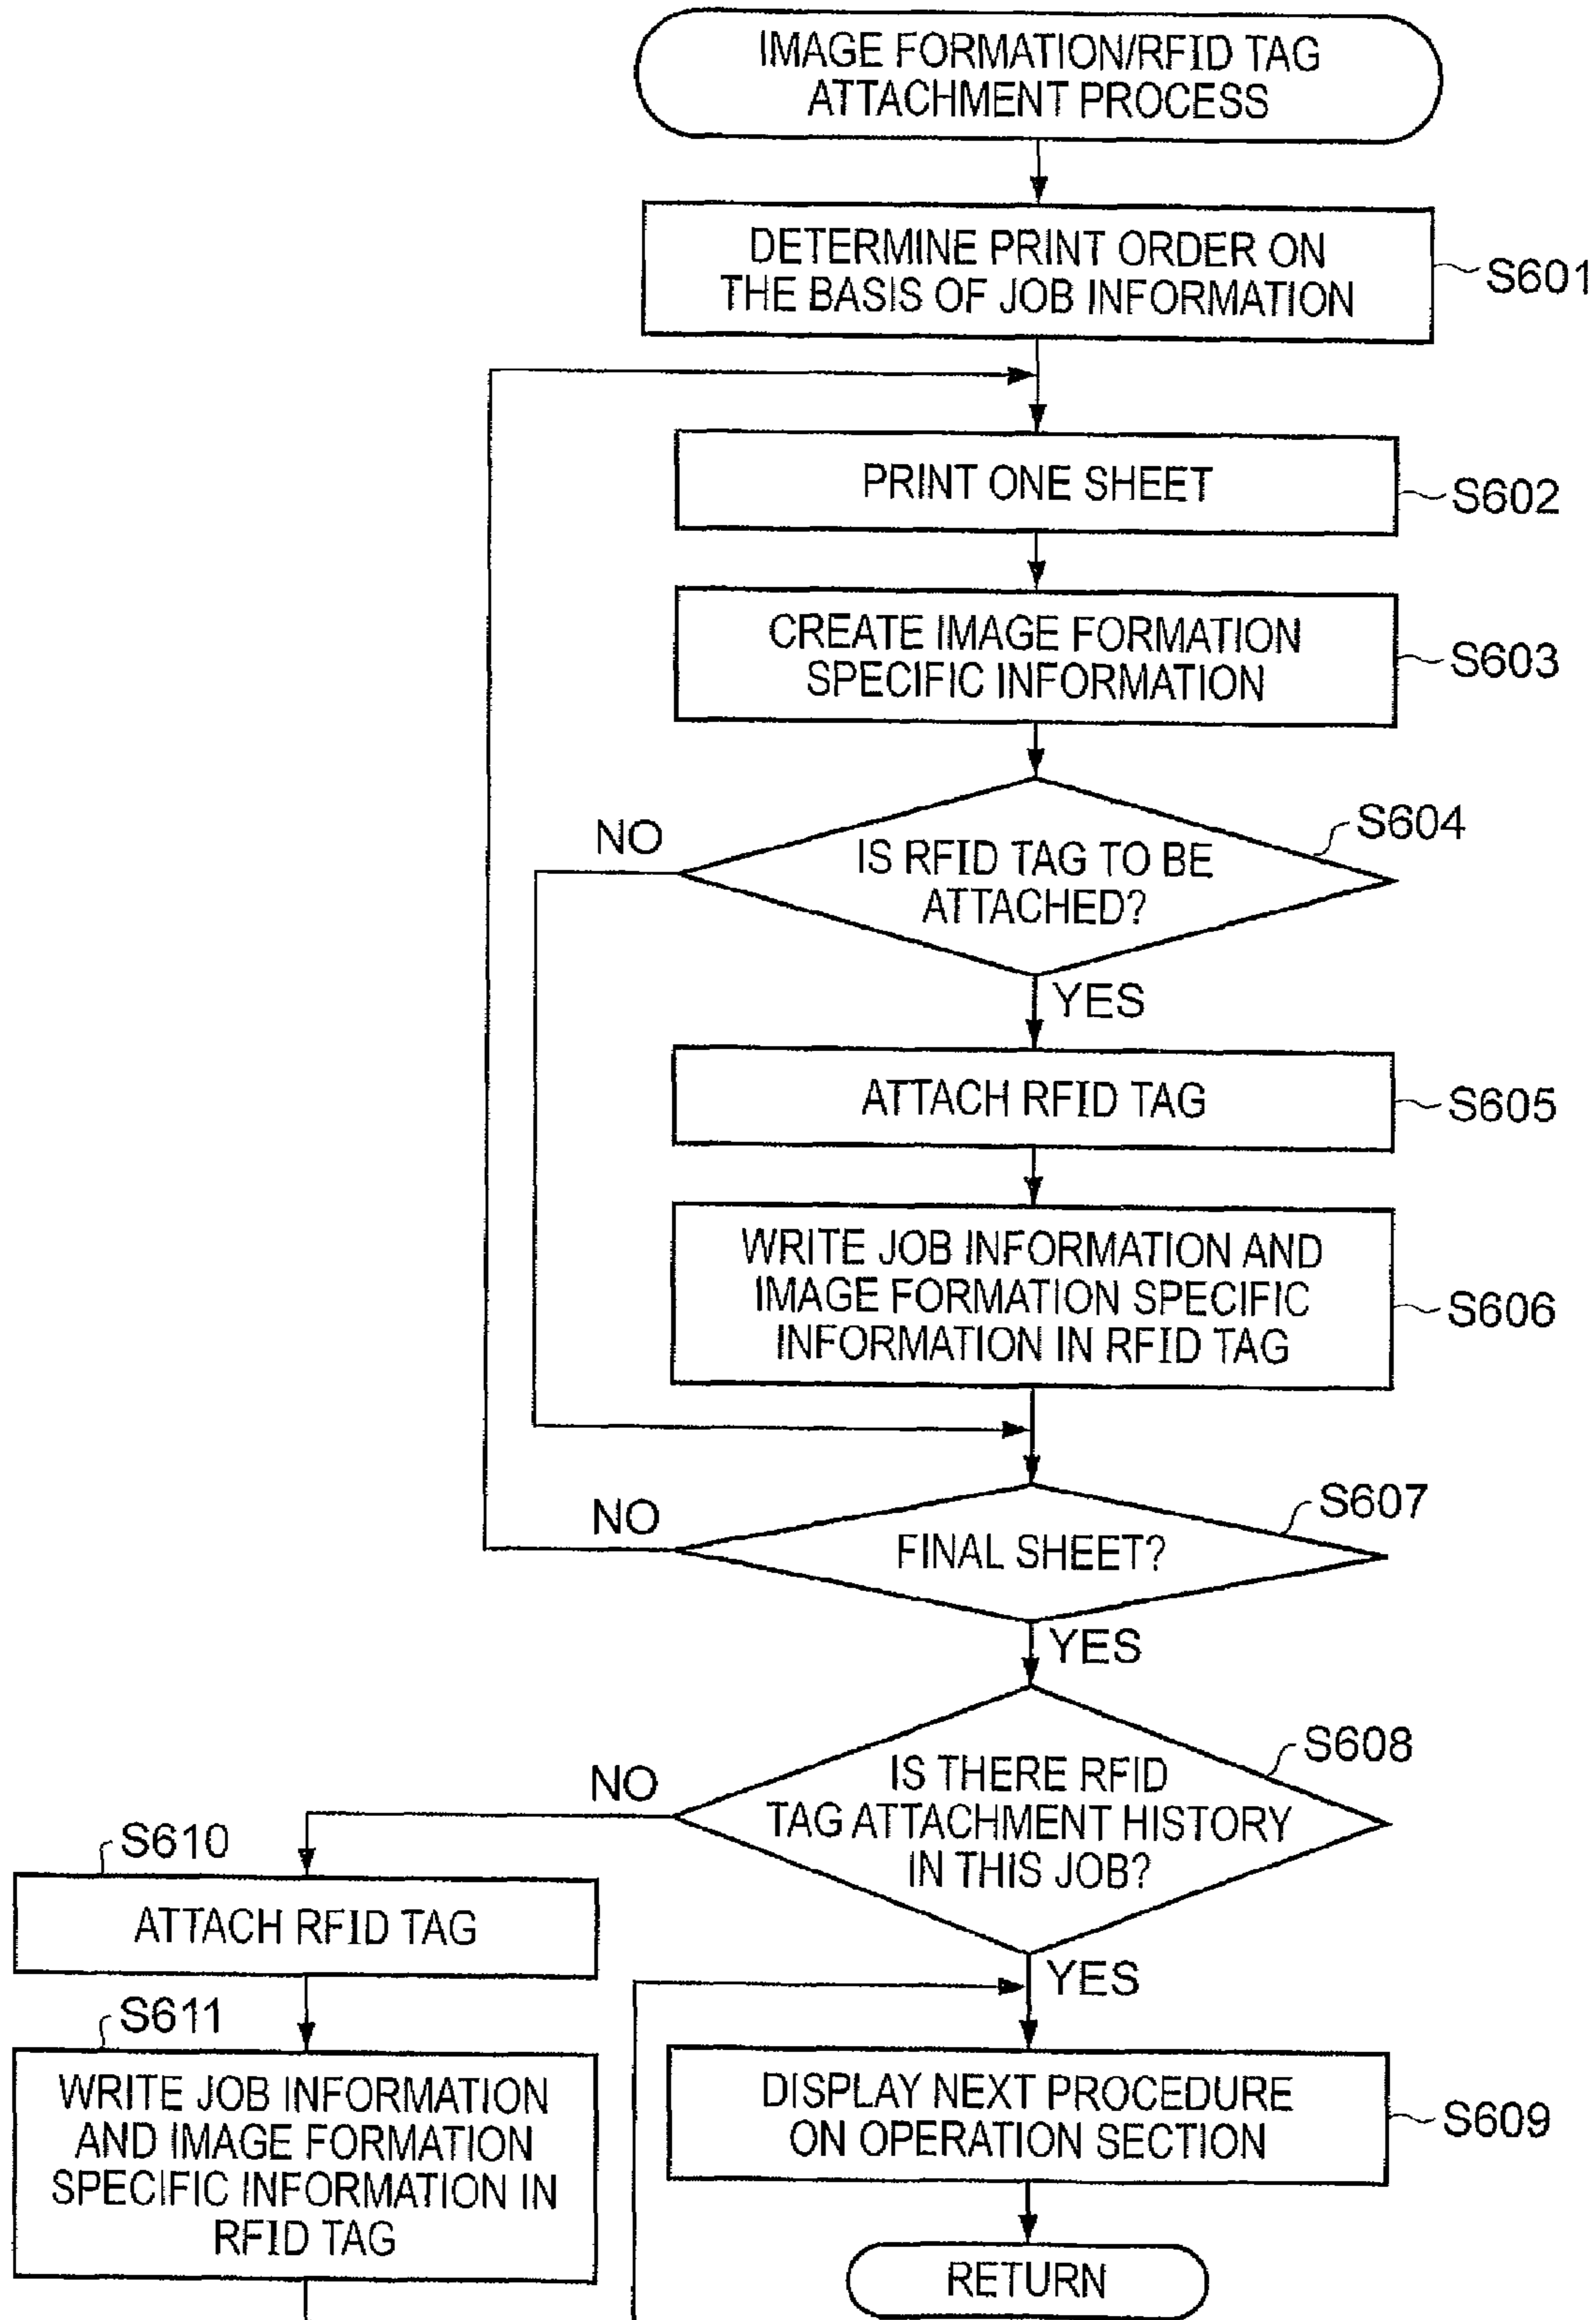 IMAGE FORMATION/RFID TAG
ATTACHMENT PROCESS
DETERMINE PRINT ORDER ON
THE BASIS OF JOB INFORMATION
S601
PRINT ONE SHEET
S602
CREATE IMAGE FORMATION
SPECIFIC INFORMATION
S603
S604
NO
IS RFID TAG TO BE
ATTACHED?
YES
ATTACH RFID TAG
S605
WRITE JOB INFORMATION AND
IMAGE FORMATION SPECIFIC
INFORMATION IN RFID TAG
S606
S607
NO
FINAL SHEET?
YES
S608
NO
IS THERE RFID
TAG ATTACHMENT HISTORY
IN THIS JOB?
YES
S610
ATTACH RFID TAG
S611
WRITE JOB INFORMATION
AND IMAGE FORMATION
SPECIFIC INFORMATION IN
RFID TAG
DISPLAY NEXT PROCEDURE
ON OPERATION SECTION
S609
RETURN